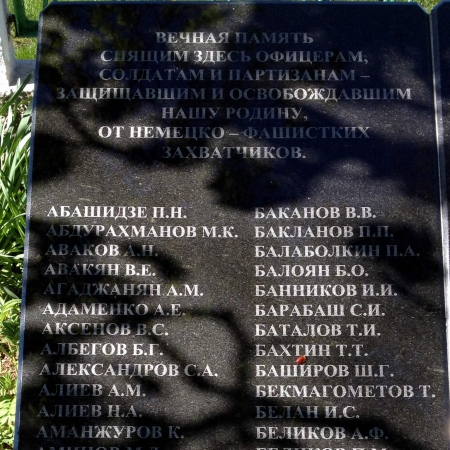 ВЕЧНАЯ ПАМЯТЬ
СПЯЩИМ ЗДЕСЬ ОФИЦЕРАМ,
СОЛДАТАМ И ПАРТИЗАНАМ –
ЗАЩИЩАВШИМ И ОСВОБОЖДАВШИМ
НАШУ РОДИНУ,
ОТ НЕМЕЦКО – ФАШИСТКИХ
ЗАХВАТЧИКОВ.
АБАШИДЗЕ П.Н.
АБДУРАХМАНОВ М.К.
АВАКОВ А.Н.
АВАКЯН В.Е.
АГАДЖАНЯН А.М.
АДАМЕНКО А.Е.
АКСЕНОВ В.С.
АЛБЕГОВ Б.Г.
АЛЕКСАНДРОВ С.А.
АЛИЕВ А.М.
АЛИЕВ Н.А.
АМАНЖУРОВ К.
БАКАНОВ В.В.
БАКЛАНОВ П.П.
БАЛАБОЛКИН П.А.
БАЛОЯН Б.О.
БАННИКОВ И.И.
БАРАБАШ С.И.
БАТАЛОВ Т.И.
БАХТИН Т.Т.
БАШИРОВ Ш.Г.
БЕКМАГОМЕТОВ Т.
БЕЛАН И.С.
БЕЛИКОВ А.Ф.